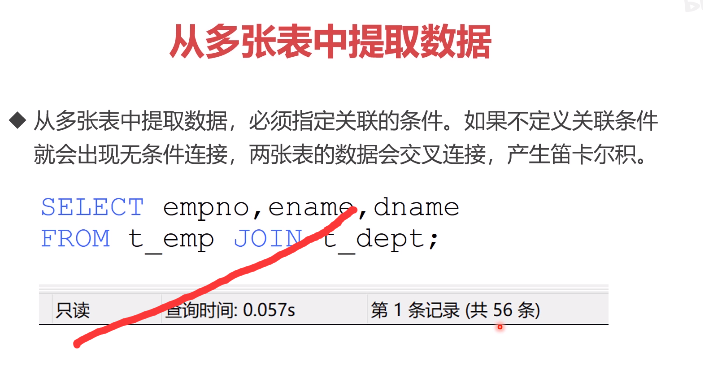 从多张表中提取数据
◆ 从多张表中提取数据，必须指定关联的条件。如果不定义关联条件
就会出现无条件连接，两张表的数据会交叉连接，产生笛卡尔积。
SELECT empno,ename,dname
FROM t_emp JOIN t_dept;
只读 查询时间: 0.057s 第 1 条记录 (共 56 条)